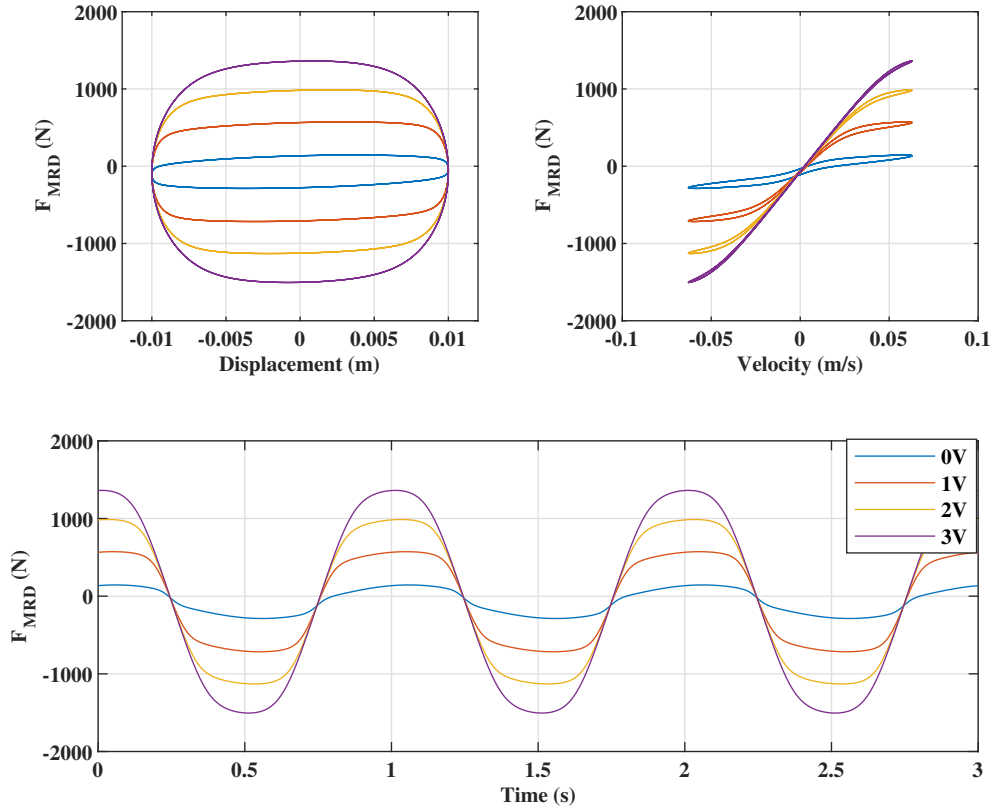 2000
1000
0
-1000
-2000
F_MRD (N)
-0.01 -0.005 0 0.005 0.01
Displacement (m)
2000
1000
0
-1000
-2000
F_MRD (N)
-0.1 -0.05 0 0.05 0.1
Velocity (m/s)
2000
1000
0
-1000
-2000
F_MRD (N)
0 0.5 1 1.5 2 2.5 3
Time (s)
0V
1V
2V
3V